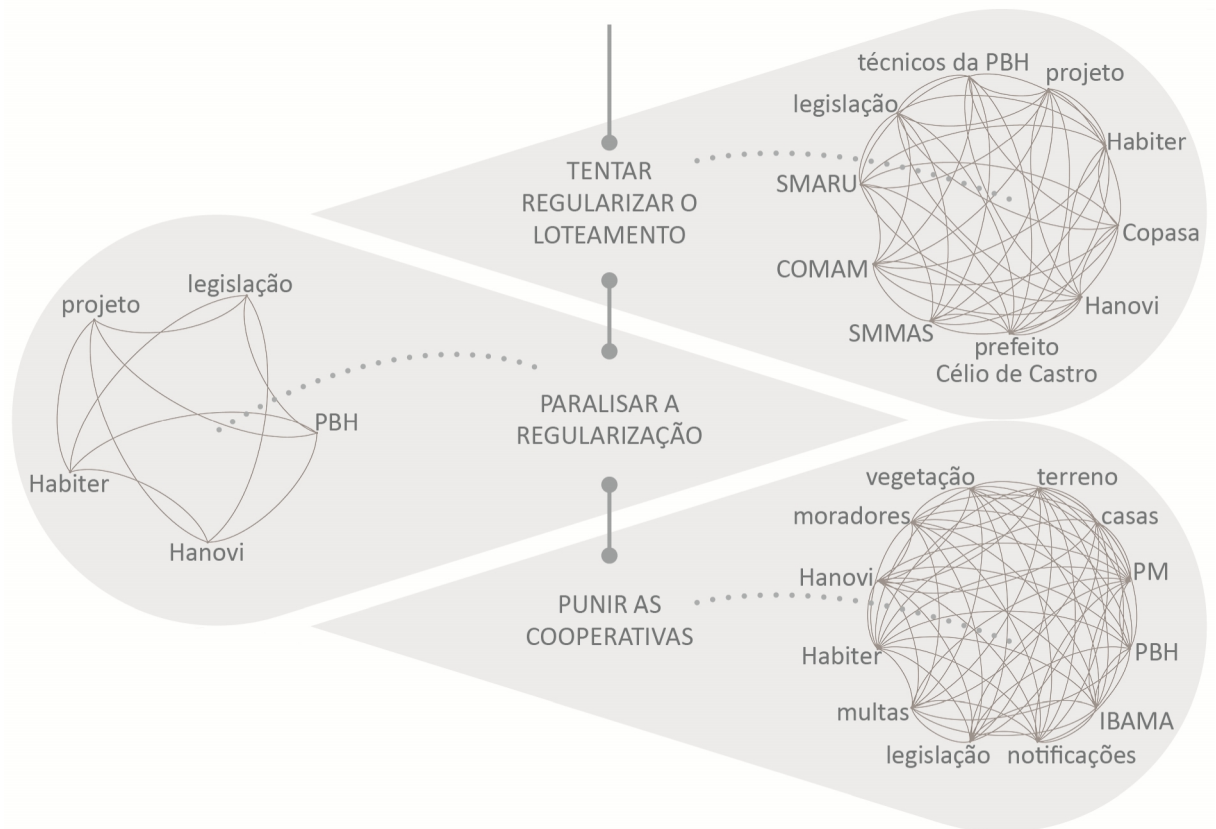 TENTAR
REGULARIZAR O
LOTEAMENTO
técnicos da PBH
projeto
legislação
Habiter
SMARU
Copasa
COMAM
Hanovi
SMMAS
prefeito
Célio de Castro
PARALISAR A
REGULARIZAÇÃO
legislação
projeto
PBH
Habiter
Hanovi
PUNIR AS
COOPERATIVAS
vegetação
terreno
moradores
casas
Hanovi
PM
Habiter
PBH
multas
IBAMA
legislação
notificações